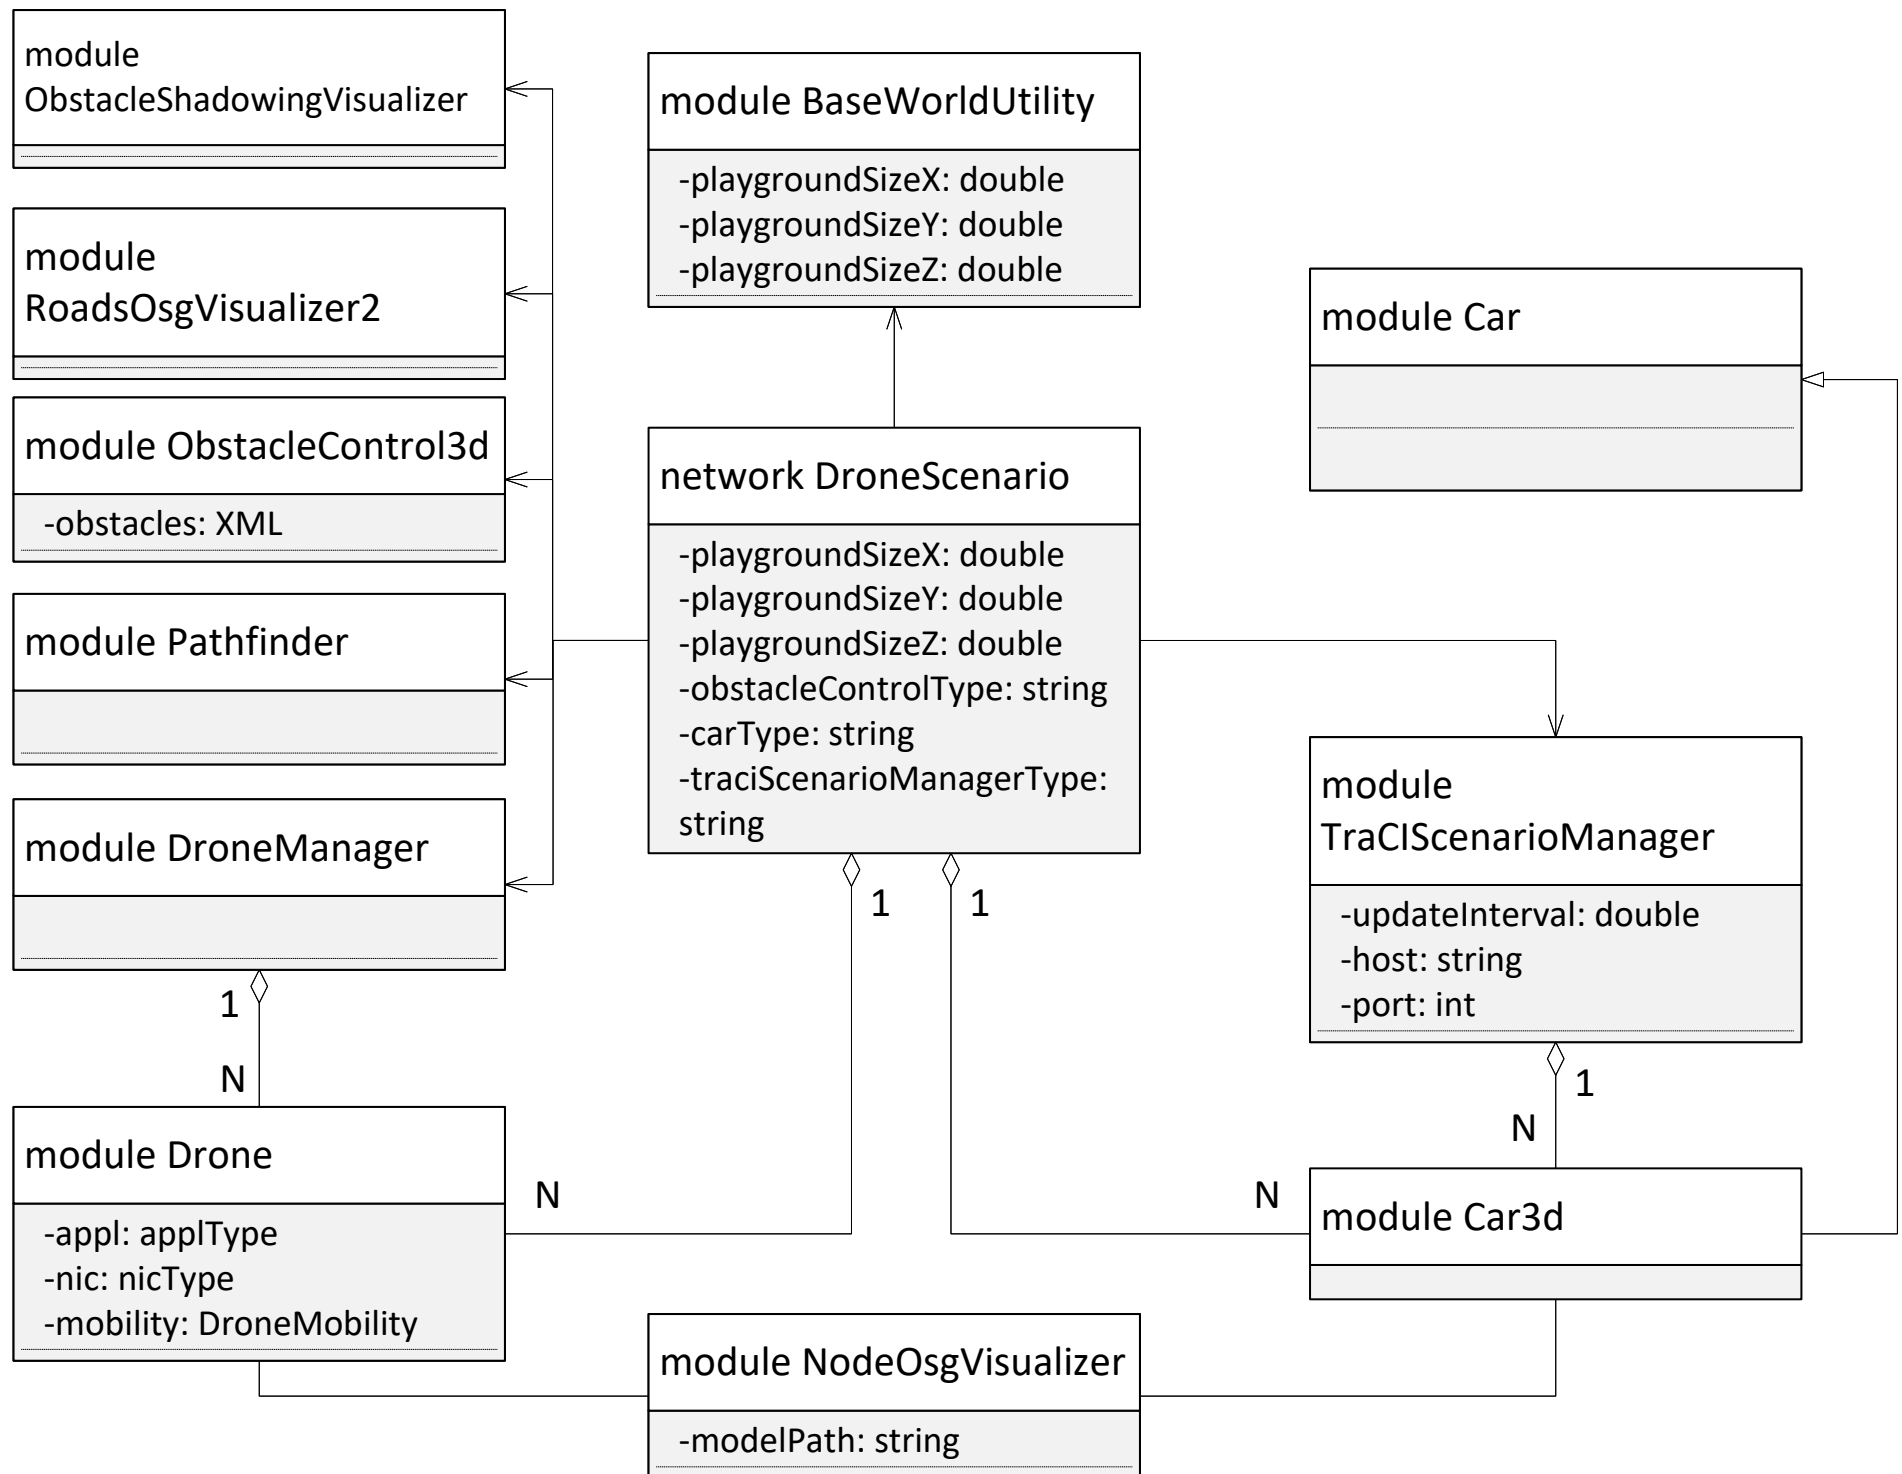 module
ObstacleShadowingVisualizer
module
RoadsOsgVisualizer2
module ObstacleControl3d
-obstacles: XML
module Pathfinder
module DroneManager
1
N
module Drone
-appl: applType
-nic: nicType
-mobility: DroneMobility
module BaseWorldUtility
-playgroundSizeX: double
-playgroundSizeY: double
-playgroundSizeZ: double
network DroneScenario
-playgroundSizeX: double
-playgroundSizeY: double
-playgroundSizeZ: double
-obstacleControlType: string
-carType: string
-traciScenarioManagerType:
string
1
1
N
N
module NodeOsgVisualizer
-modelPath: string
module Car
module
TraCIScenarioManager
-updateInterval: double
-host: string
-port: int
1
N
module Car3d